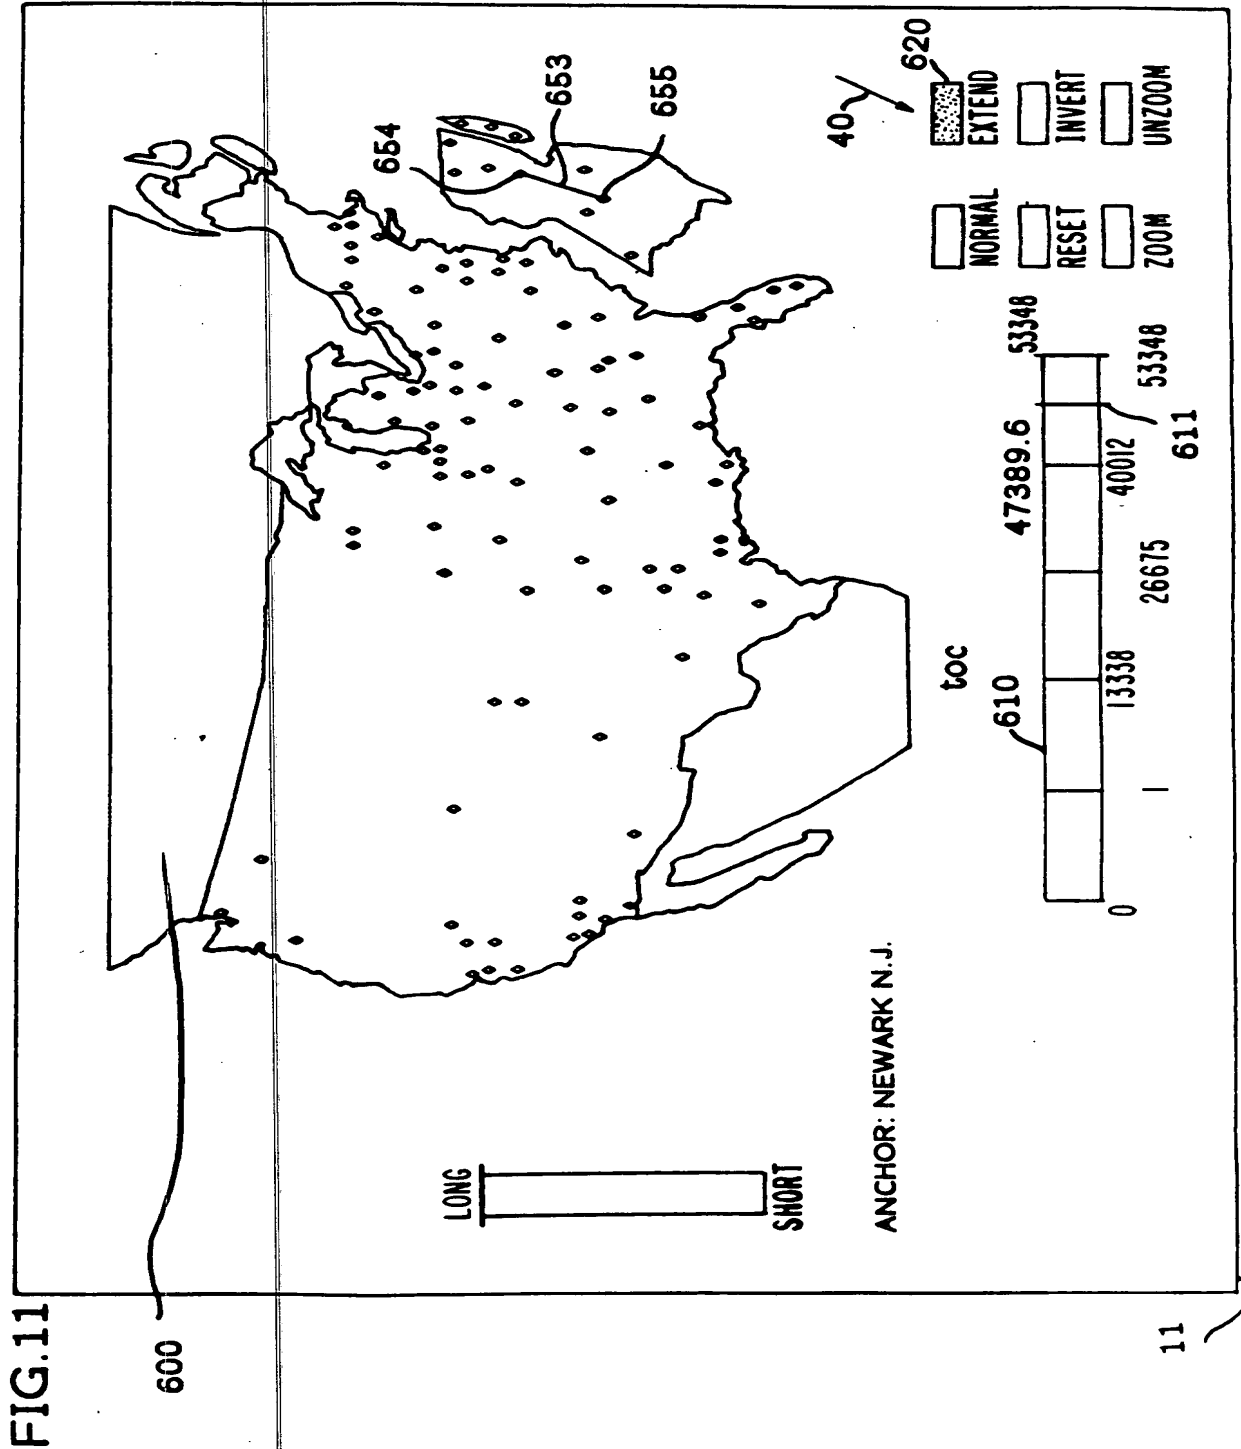 FIG.11
600
11
654
653
655
40
620
LONG
SHORT
ANCHOR: NEWARK N.J.
toc
610
47389.6
53348
0
1
13338
26675
40012
53348
611
NORMAL
EXTEND
RESET
INVERT
ZOOM
UNZOOM